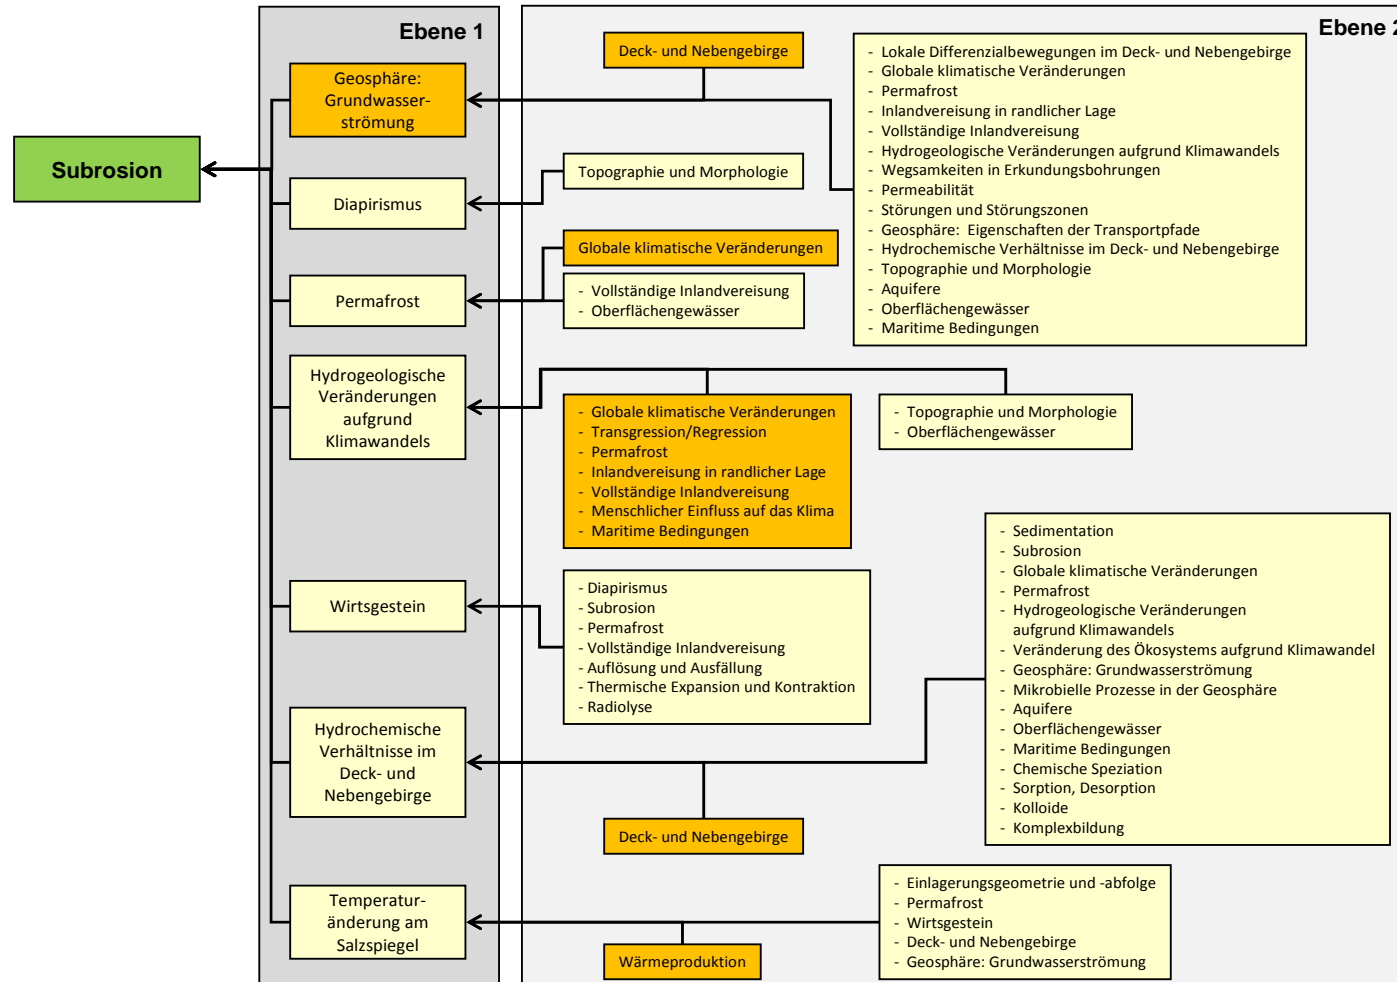 Ebene 1
Ebene 2
Subrosion
Geosphäre:
Grundwasser-
strömung
Deck- und Nebengebirge
- Lokale Differenzialbewegungen im Deck- und Nebengebirge
- Globale klimatische Veränderungen
- Permafrost
- Inlandvereisung in randlicher Lage
- Vollständige Inlandvereisung
- Hydrogeologische Veränderungen aufgrund Klimawandels
- Wegsamkeiten in Erkundungsbohrungen
- Permeabilität
- Störungen und Störungszonen
- Geosphäre: Eigenschaften der Transportpfade
- Hydrochemische Verhältnisse im Deck- und Nebengebirge
- Topographie und Morphologie
- Aquifere
- Oberflächengewässer
- Maritime Bedingungen
Diapirismus
Topographie und Morphologie
Permafrost
Globale klimatische Veränderungen
- Vollständige Inlandvereisung
- Oberflächengewässer
Hydrogeologische
Veränderungen
aufgrund
Klimawandels
- Globale klimatische Veränderungen
- Transgression/Regression
- Permafrost
- Inlandvereisung in randlicher Lage
- Vollständige Inlandvereisung
- Menschlicher Einfluss auf das Klima
- Maritime Bedingungen
- Topographie und Morphologie
- Oberflächengewässer
Wirtsgestein
- Diapirismus
- Subrosion
- Permafrost
- Vollständige Inlandvereisung
- Auflösung und Ausfällung
- Thermische Expansion und Kontraktion
- Radiolyse
Hydrochemische
Verhältnisse im
Deck- und
Nebengebirge
Deck- und Nebengebirge
- Sedimentation
- Subrosion
- Globale klimatische Veränderungen
- Permafrost
- Hydrogeologische Veränderungen
aufgrund Klimawandels
- Veränderung des Ökosystems aufgrund Klimawandel
- Geosphäre: Grundwasserströmung
- Mikrobielle Prozesse in der Geosphäre
- Aquifere
- Oberflächengewässer
- Maritime Bedingungen
- Chemische Speziation
- Sorption, Desorption
- Kolloide
- Komplexbildung
Temperatur-
änderung am
Salzspiegel
Wärmeproduktion
- Einlagerungsgeometrie und -abfolge
- Permafrost
- Wirtsgestein
- Deck- und Nebengebirge
- Geosphäre: Grundwasserströmung